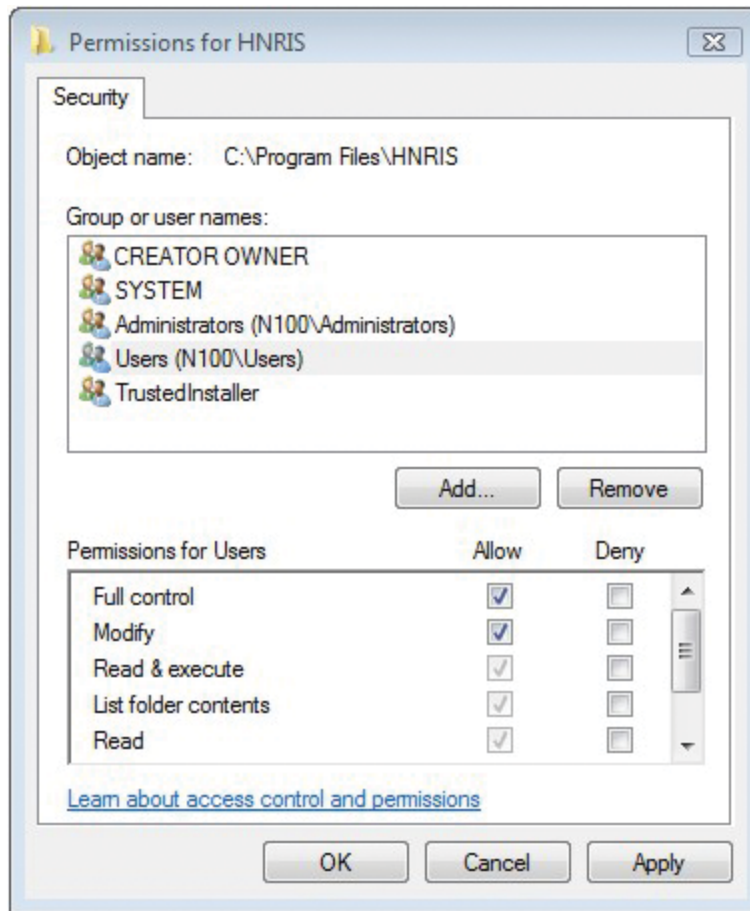 Permissions for HNRIS
Security
Object name: C:\Program Files\HNRIS
Group or user names:
CREATOR OWNER
SYSTEM
Administrators (N100\Administrators)
Users (N100\Users)
TrustedInstaller
Add... Remove
Permissions for Users Allow Deny
Full control
Modify
Read & execute
List folder contents
Read
Learn about access control and permissions
OK Cancel Apply